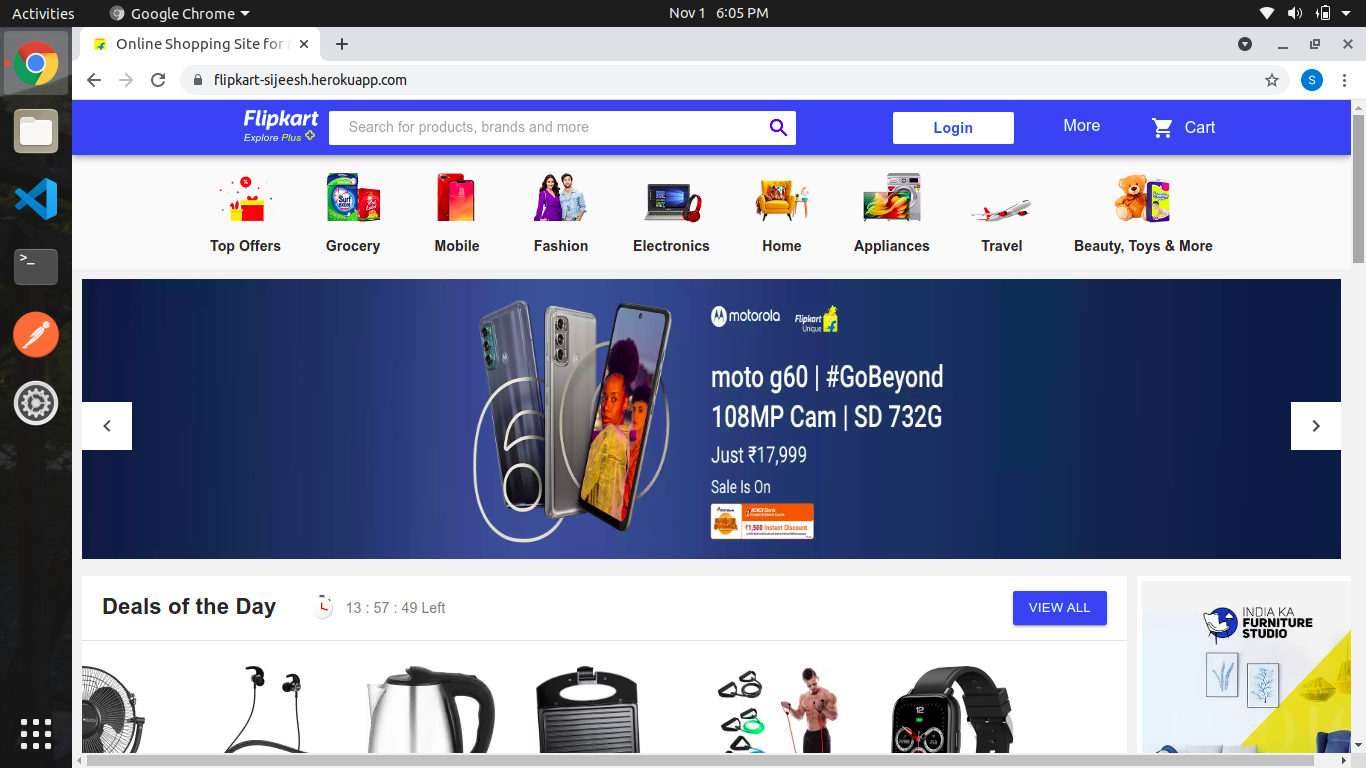 Activities
Google Chrome
Nov 1 6:05 PM
Online Shopping Site for
flipkart-sijeesh.herokuapp.com
S
Flipkart
Explore Plus
Search for products, brands and more
Login
More
Cart
Top Offers
Grocery
Mobile
Fashion
Electronics
Home
Appliances
Travel
Beauty, Toys & More
motorola
Flipkart
Unique
moto g60 | #GoBeyond
108MP Cam | SD 732G
Just ₹17,999
Sale Is On
ICICI Bank
₹1,500 Instant Discount
Deals of the Day
13 : 57 : 49 Left
VIEW ALL
INDIA KA
FURNITURE
STUDIO